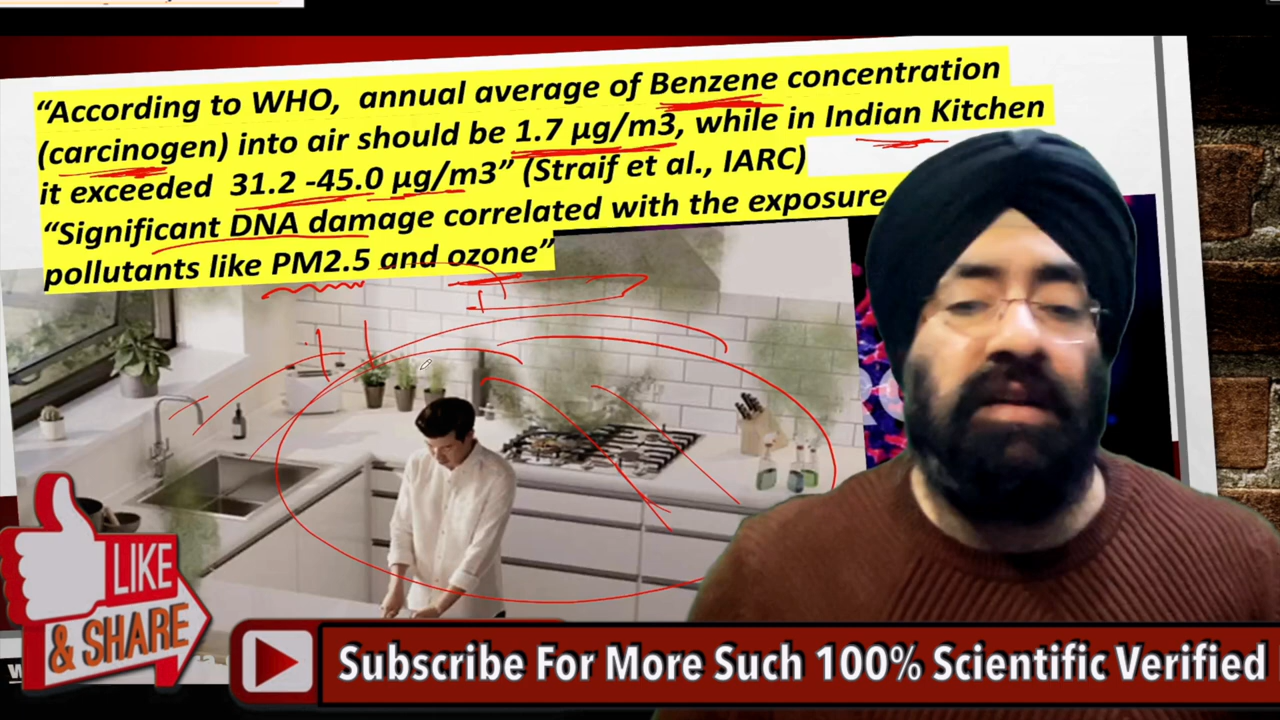 “According to WHO, annual average of Benzene concentration
(carcinogen) into air should be 1.7 µg/m3, while in Indian Kitchen
it exceeded 31.2 -45.0 µg/m3” (Straif et al., IARC)
“Significant DNA damage correlated with the exposure
pollutants like PM2.5 and ozone”
LIKE
& SHARE
Subscribe For More Such 100% Scientific Verified